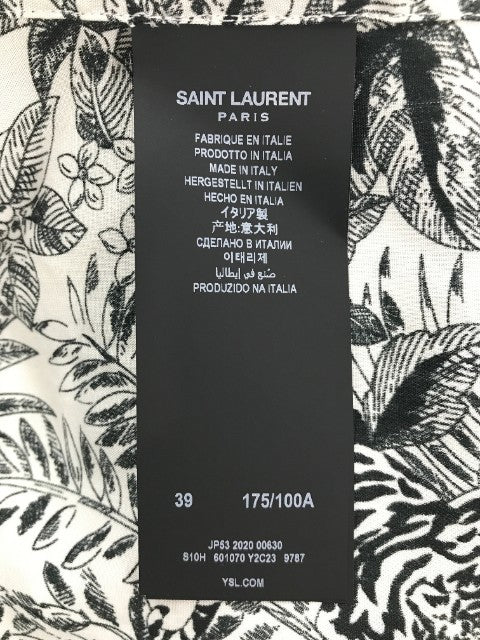 SAINT LAURENT
PARIS
FABRIQUE EN ITALIE
PRODOTTO IN ITALIA
MADE IN ITALY
HERGESTELLT IN ITALIEN
HECHO EN ITALIA
イタリア製
产地:意大利
СДЕЛАНО В ИТАЛИИ
이태리제
صنع في إيطاليا
PRODUZIDO NA ITALIA
39 175/100A
JP53 2020 00630
S10H 601070 Y2C23 9787
YSL.COM